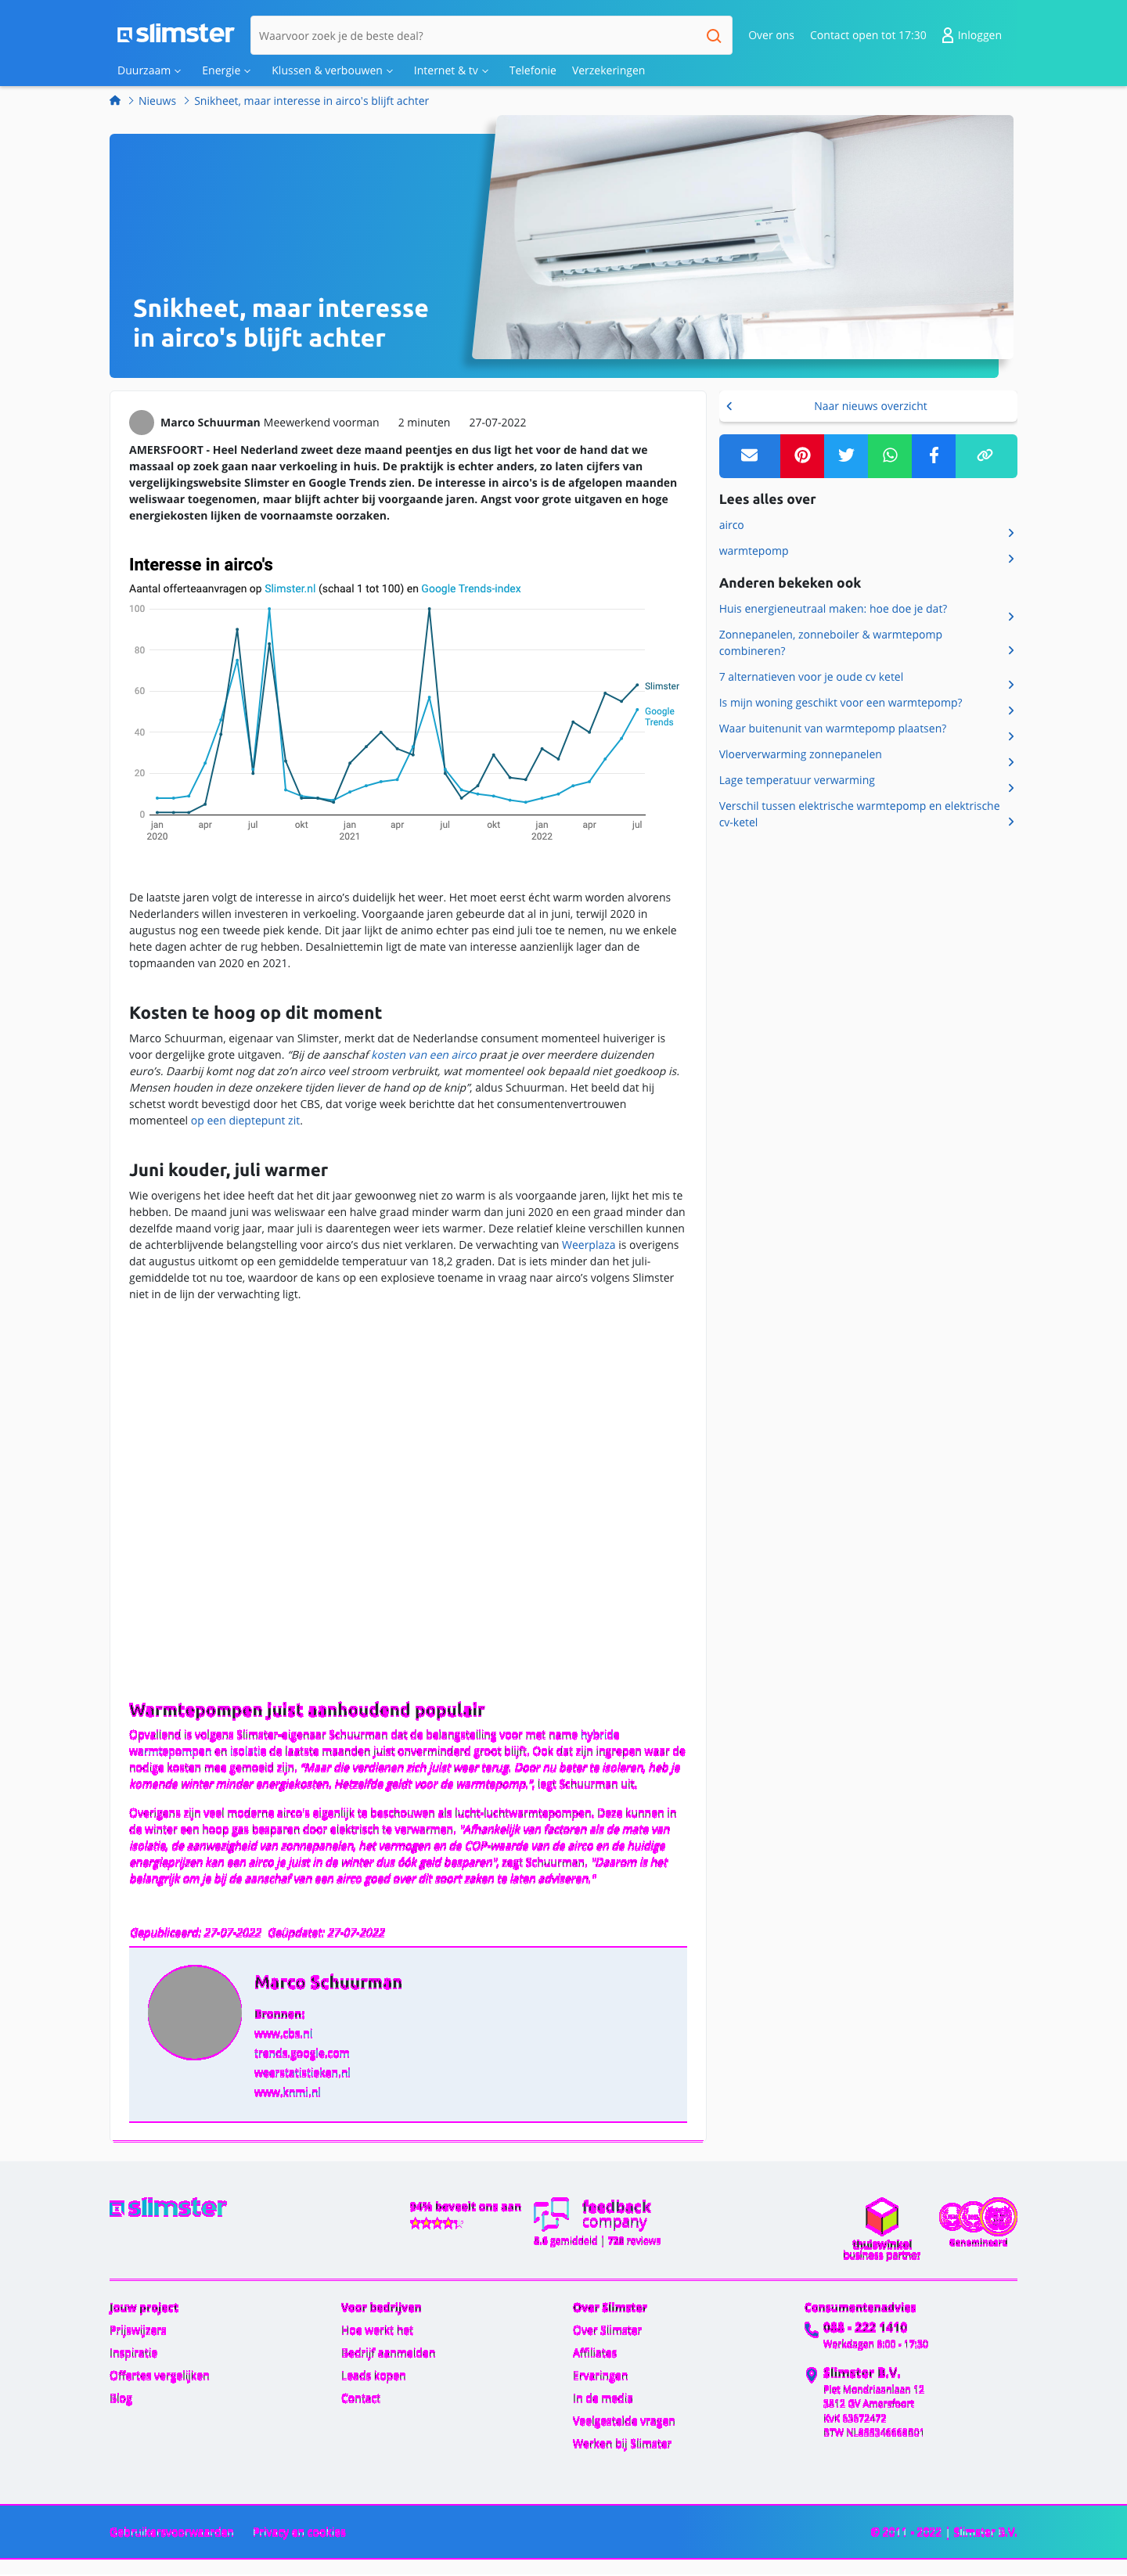 slimster
Waarvoor zoek je de beste deal?
Over ons
Contact open tot 17:30
Inloggen
Duurzaam
Energie
Klussen & verbouwen
Internet & tv
Telefonie
Verzekeringen
Nieuws
Snikheet, maar interesse in airco's blijft achter
Snikheet, maar interesse
in airco's blijft achter
Marco Schuurman Meewerkend voorman 2 minuten 27-07-2022
AMERSFOORT - Heel Nederland zweet deze maand peentjes en dus ligt het voor de hand dat we
massaal op zoek gaan naar verkoeling in huis. De praktijk is echter anders, zo laten cijfers van
vergelijkingswebsite Slimster en Google Trends zien. De interesse in airco's is de afgelopen maanden
weliswaar toegenomen, maar blijft achter bij voorgaande jaren. Angst voor grote uitgaven en hoge
energiekosten lijken de voornaamste oorzaken.
Interesse in airco's
Aantal offerteaanvragen op Slimster.nl (schaal 1 tot 100) en Google Trends-index
100
80
60
40
20
0
Slimster
Google
Trends
jan apr jul okt jan apr jul okt jan apr jul
2020 2021 2022
De laatste jaren volgt de interesse in airco's duidelijk het weer. Het moet eerst écht warm worden alvorens
Nederlanders willen investeren in verkoeling. Voorgaande jaren gebeurde dat al in juni, terwijl 2020 in
augustus nog een tweede piek kende. Dit jaar lijkt de animo echter pas eind juli toe te nemen, nu we enkele
hete dagen achter de rug hebben. Desalniettemin ligt de mate van interesse aanzienlijk lager dan de
topmaanden van 2020 en 2021.
Kosten te hoog op dit moment
Marco Schuurman, eigenaar van Slimster, merkt dat de Nederlandse consument momenteel huiveriger is
voor dergelijke grote uitgaven. “Bij de aanschaf kosten van een airco praat je over meerdere duizenden
euro’s. Daarbij komt nog dat zo’n airco veel stroom verbruikt, wat momenteel ook bepaald niet goedkoop is.
Mensen houden in deze onzekere tijden liever de hand op de knip”, aldus Schuurman. Het beeld dat hij
schetst wordt bevestigd door het CBS, dat vorige week berichtte dat het consumentenvertrouwen
momenteel op een dieptepunt zit.
Juni kouder, juli warmer
Wie overigens het idee heeft dat het dit jaar gewoonweg niet zo warm is als voorgaande jaren, lijkt het mis te
hebben. De maand juni was weliswaar een halve graad minder warm dan juni 2020 en een graad minder dan
dezelfde maand vorig jaar, maar juli is daarentegen weer iets warmer. Deze relatief kleine verschillen kunnen
de achterblijvende belangstelling voor airco’s dus niet verklaren. De verwachting van Weerplaza is overigens
dat augustus uitkomt op een gemiddelde temperatuur van 18,2 graden. Dat is iets minder dan het juli-
gemiddelde tot nu toe, waardoor de kans op een explosieve toename in vraag naar airco’s volgens Slimster
niet in de lijn der verwachting ligt.
Naar nieuws overzicht
Lees alles over
airco
warmtepomp
Anderen bekeken ook
Huis energieneutraal maken: hoe doe je dat?
Zonnepanelen, zonneboiler & warmtepomp
combineren?
7 alternatieven voor je oude cv ketel
Is mijn woning geschikt voor een warmtepomp?
Waar buitenunit van warmtepomp plaatsen?
Vloerverwarming zonnepanelen
Lage temperatuur verwarming
Verschil tussen elektrische warmtepomp en elektrische
cv-ketel
Warmtepompen juist aanhoudend populair
Opvallend is volgens Slimster-eigenaar Schuurman dat de belangstelling voor met name hybride
warmtepompen en isolatie de laatste maanden juist onverminderd groot blijft. Ook dat zijn ingrepen waar de
nodige kosten mee gemoeid zijn. "Maar die verdienen zich juist weer terug. Door nu beter te isoleren, heb je
komende winter minder energiekosten. Hetzelfde geldt voor de warmtepomp.", legt Schuurman uit.
Overigens zijn veel moderne airco's eigenlijk te beschouwen als lucht-luchtwarmtepompen. Deze kunnen in
de winter een hoop gas besparen door elektrisch te verwarmen. "Afhankelijk van factoren als de mate van
isolatie, de aanwezigheid van zonnepanelen, het vermogen en de COP-waarde van de airco en de huidige
energieprijzen kan een airco je juist in de winter dus óók geld besparen", zegt Schuurman. "Daarom is het
belangrijk om je bij de aanschaf van een airco goed over dit soort zaken te laten adviseren."
Gepubliceerd: 27-07-2022 Geüpdatet: 27-07-2022
Marco Schuurman
Bronnen:
www.cbs.nl
trends.google.com
weerstatistieken.nl
www.knmi.nl
slimster
94% beveelt ons aan
feedback
company
gemiddeld | reviews
thuiswinkel
business partner
Genomineerd
Jouw project
Prijswijzers
Inspiratie
Offertes vergelijken
Blog
Voor bedrijven
Hoe werkt het
Bedrijf aanmelden
Leads kopen
Contact
Over Slimster
Over Slimster
Affiliates
Ervaringen
In de media
Veelgestelde vragen
Werken bij Slimster
Consumentenadvies
088 - 222 1410
Werkdagen 8:00 - 17:30
Slimster B.V.
Piet Mondriaanlaan 12
3812 GV Amersfoort
KvK
BTW
Gebruikersvoorwaarden
Privacy en cookies
© 2011 - 2022 | Slimster B.V.